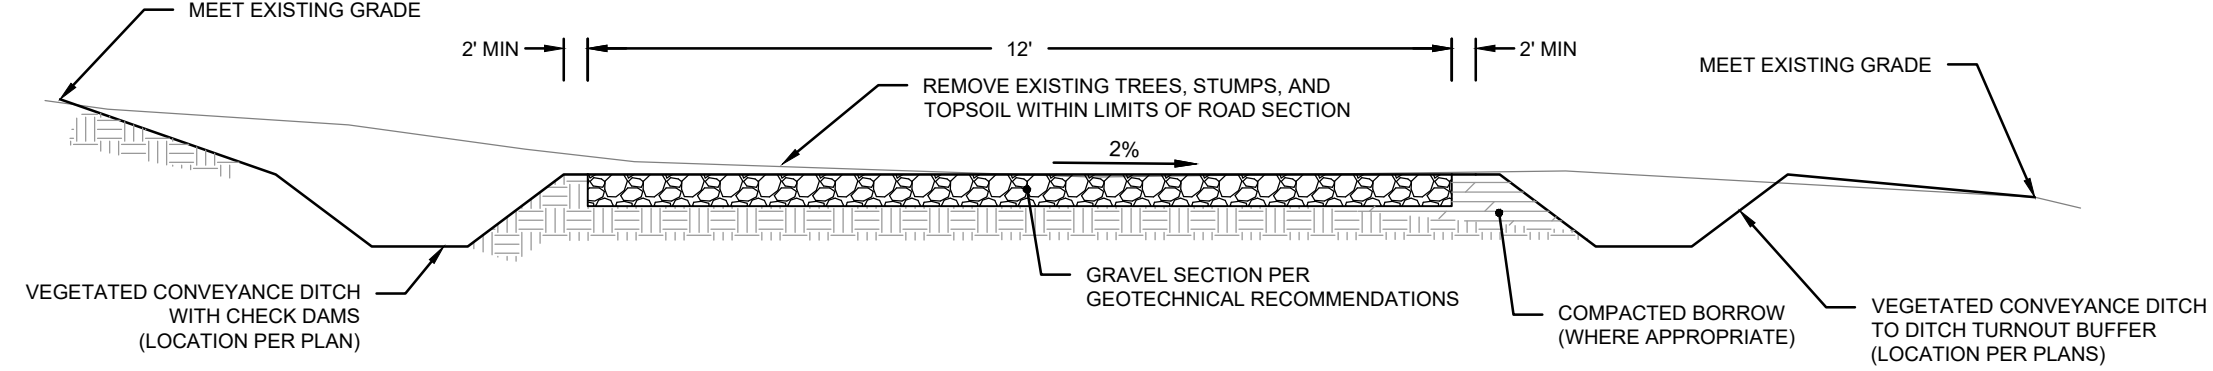 MEET EXISTING GRADE
2' MIN
12'
2' MIN
MEET EXISTING GRADE
REMOVE EXISTING TREES, STUMPS, AND
TOPSOIL WITHIN LIMITS OF ROAD SECTION
2%
VEGETATED CONVEYANCE DITCH
WITH CHECK DAMS
(LOCATION PER PLAN)
GRAVEL SECTION PER
GEOTECHNICAL RECOMMENDATIONS
COMPACTED BORROW
(WHERE APPROPRIATE)
VEGETATED CONVEYANCE DITCH
TO DITCH TURNOUT BUFFER
(LOCATION PER PLANS)